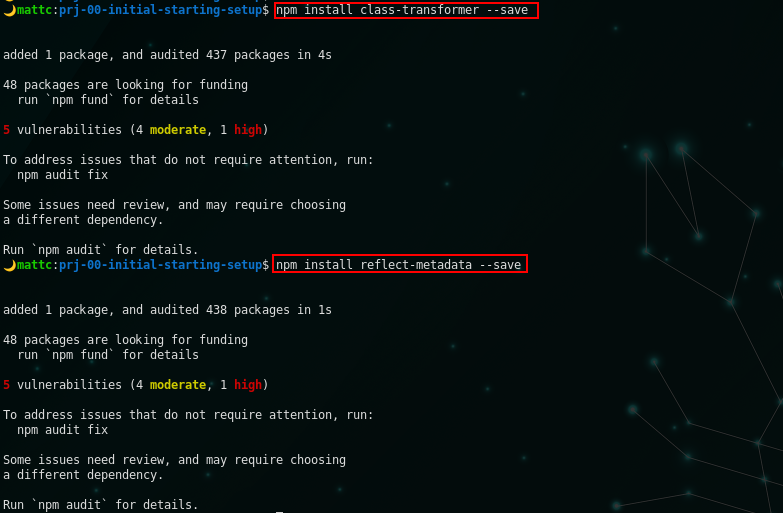 🌙mattc:prj-00-initial-starting-setup$ npm install class-transformer --save
added 1 package, and audited 437 packages in 4s
48 packages are looking for funding
run `npm fund` for details
5 vulnerabilities (4 moderate, 1 high)
To address issues that do not require attention, run:
npm audit fix
Some issues need review, and may require choosing
a different dependency.
Run `npm audit` for details.
🌙mattc:prj-00-initial-starting-setup$ npm install reflect-metadata --save
added 1 package, and audited 438 packages in 1s
48 packages are looking for funding
run `npm fund` for details
5 vulnerabilities (4 moderate, 1 high)
To address issues that do not require attention, run:
npm audit fix
Some issues need review, and may require choosing
a different dependency.
Run `npm audit` for details.